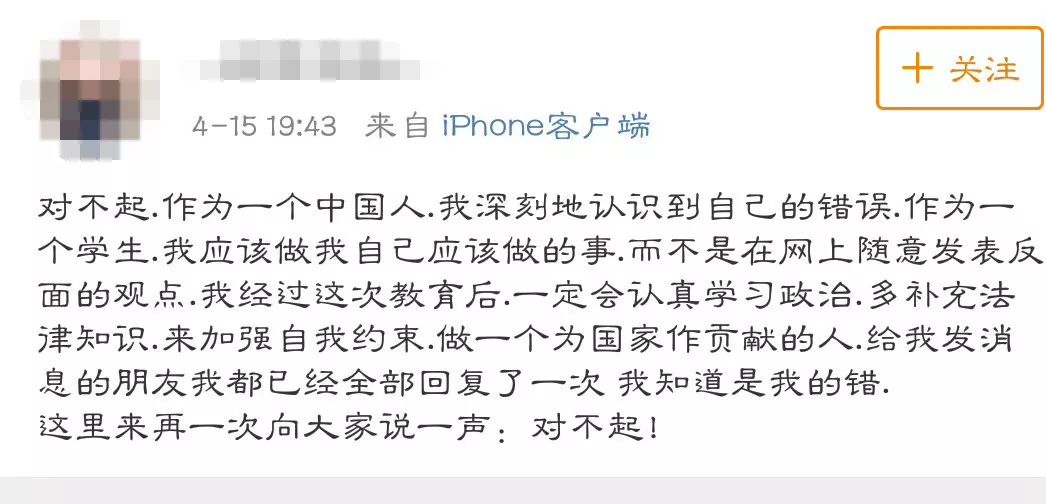 + 关注
4-15 19:43 来自 iPhone客户端
对不起.作为一个中国人.我深刻地认识到自己的错误.作为一
个学生.我应该做我自己应该做的事.而不是在网上随意发表反
面的观点.我经过这次教育后.一定会认真学习政治.多补充法
律知识.来加强自我约束.做一个为国家作贡献的人.给我发消
息的朋友我都已经全部回复了一次 我知道是我的错.
这里来再一次向大家说一声：对不起!